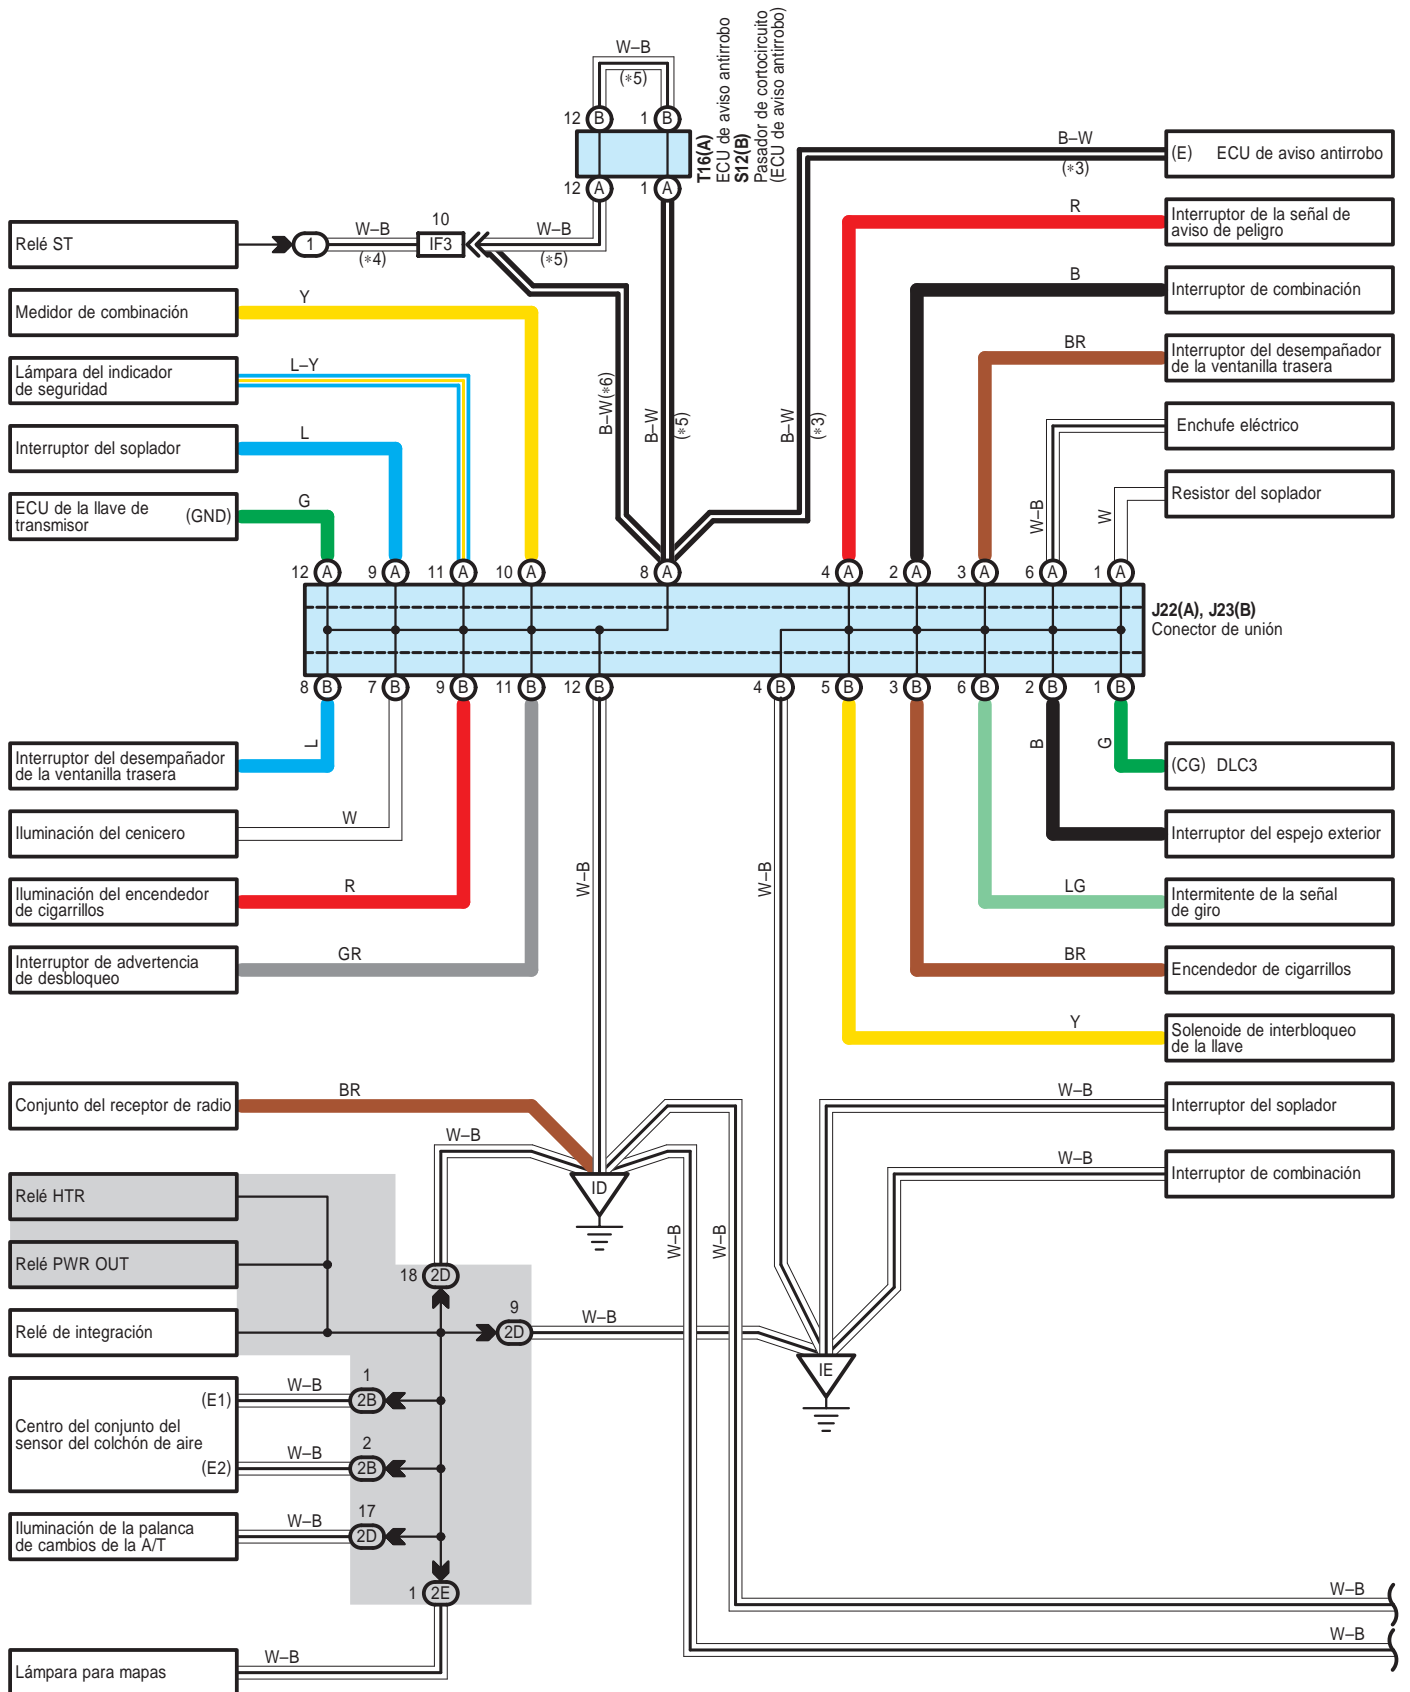 W–B
(*5)
12 B 1 B
T16(A)
ECU de aviso antirrobo
S12(B)
Pasador de cortocircuito
(ECU de aviso antirrobo)
12 A 1 A
B–W
(*3)
(E) ECU de aviso antirrobo
R
Interruptor de la señal de
aviso de peligro
Relé ST
1
W–B
(*4)
10
IF3
W–B
(*5)
B
Interruptor de combinación
Medidor de combinación
Y
BR
Interruptor del desempañador
de la ventanilla trasera
Lámpara del indicador
de seguridad
L–Y
B–W(*6)
B–W
(*5)
B–W
(*3)
Enchufe eléctrico
W–B
Interruptor del soplador
L
Resistor del soplador
W
ECU de la llave de
transmisor
(GND)
G
12 A 9 A 11 A 10 A 8 A 4 A 2 A 3 A 6 A 1 A
J22(A), J23(B)
Conector de unión
8 B 7 B 9 B 11 B 12 B 4 B 5 B 3 B 6 B 2 B 1 B
Interruptor del desempañador
de la ventanilla trasera
L
B
G
(CG) DLC3
Iluminación del cenicero
W
Interruptor del espejo exterior
Iluminación del encendedor
de cigarrillos
R
W–B
W–B
LG
Intermitente de la señal
de giro
Interruptor de advertencia
de desbloqueo
GR
BR
Encendedor de cigarrillos
Y
Solenoide de interbloqueo
de la llave
Conjunto del receptor de radio
BR
W–B
Interruptor del soplador
W–B
W–B
Interruptor de combinación
ID
Relé HTR
W–B
W–B
Relé PWR OUT
18 2D
Relé de integración
9
2D
W–B
IE
Centro del conjunto del
sensor del colchón de aire
(E1)
W–B
1
2B
(E2)
W–B
2
2B
Iluminación de la palanca
de cambios de la A/T
W–B
17
2D
1 2E
W–B
W–B
Lámpara para mapas
W–B